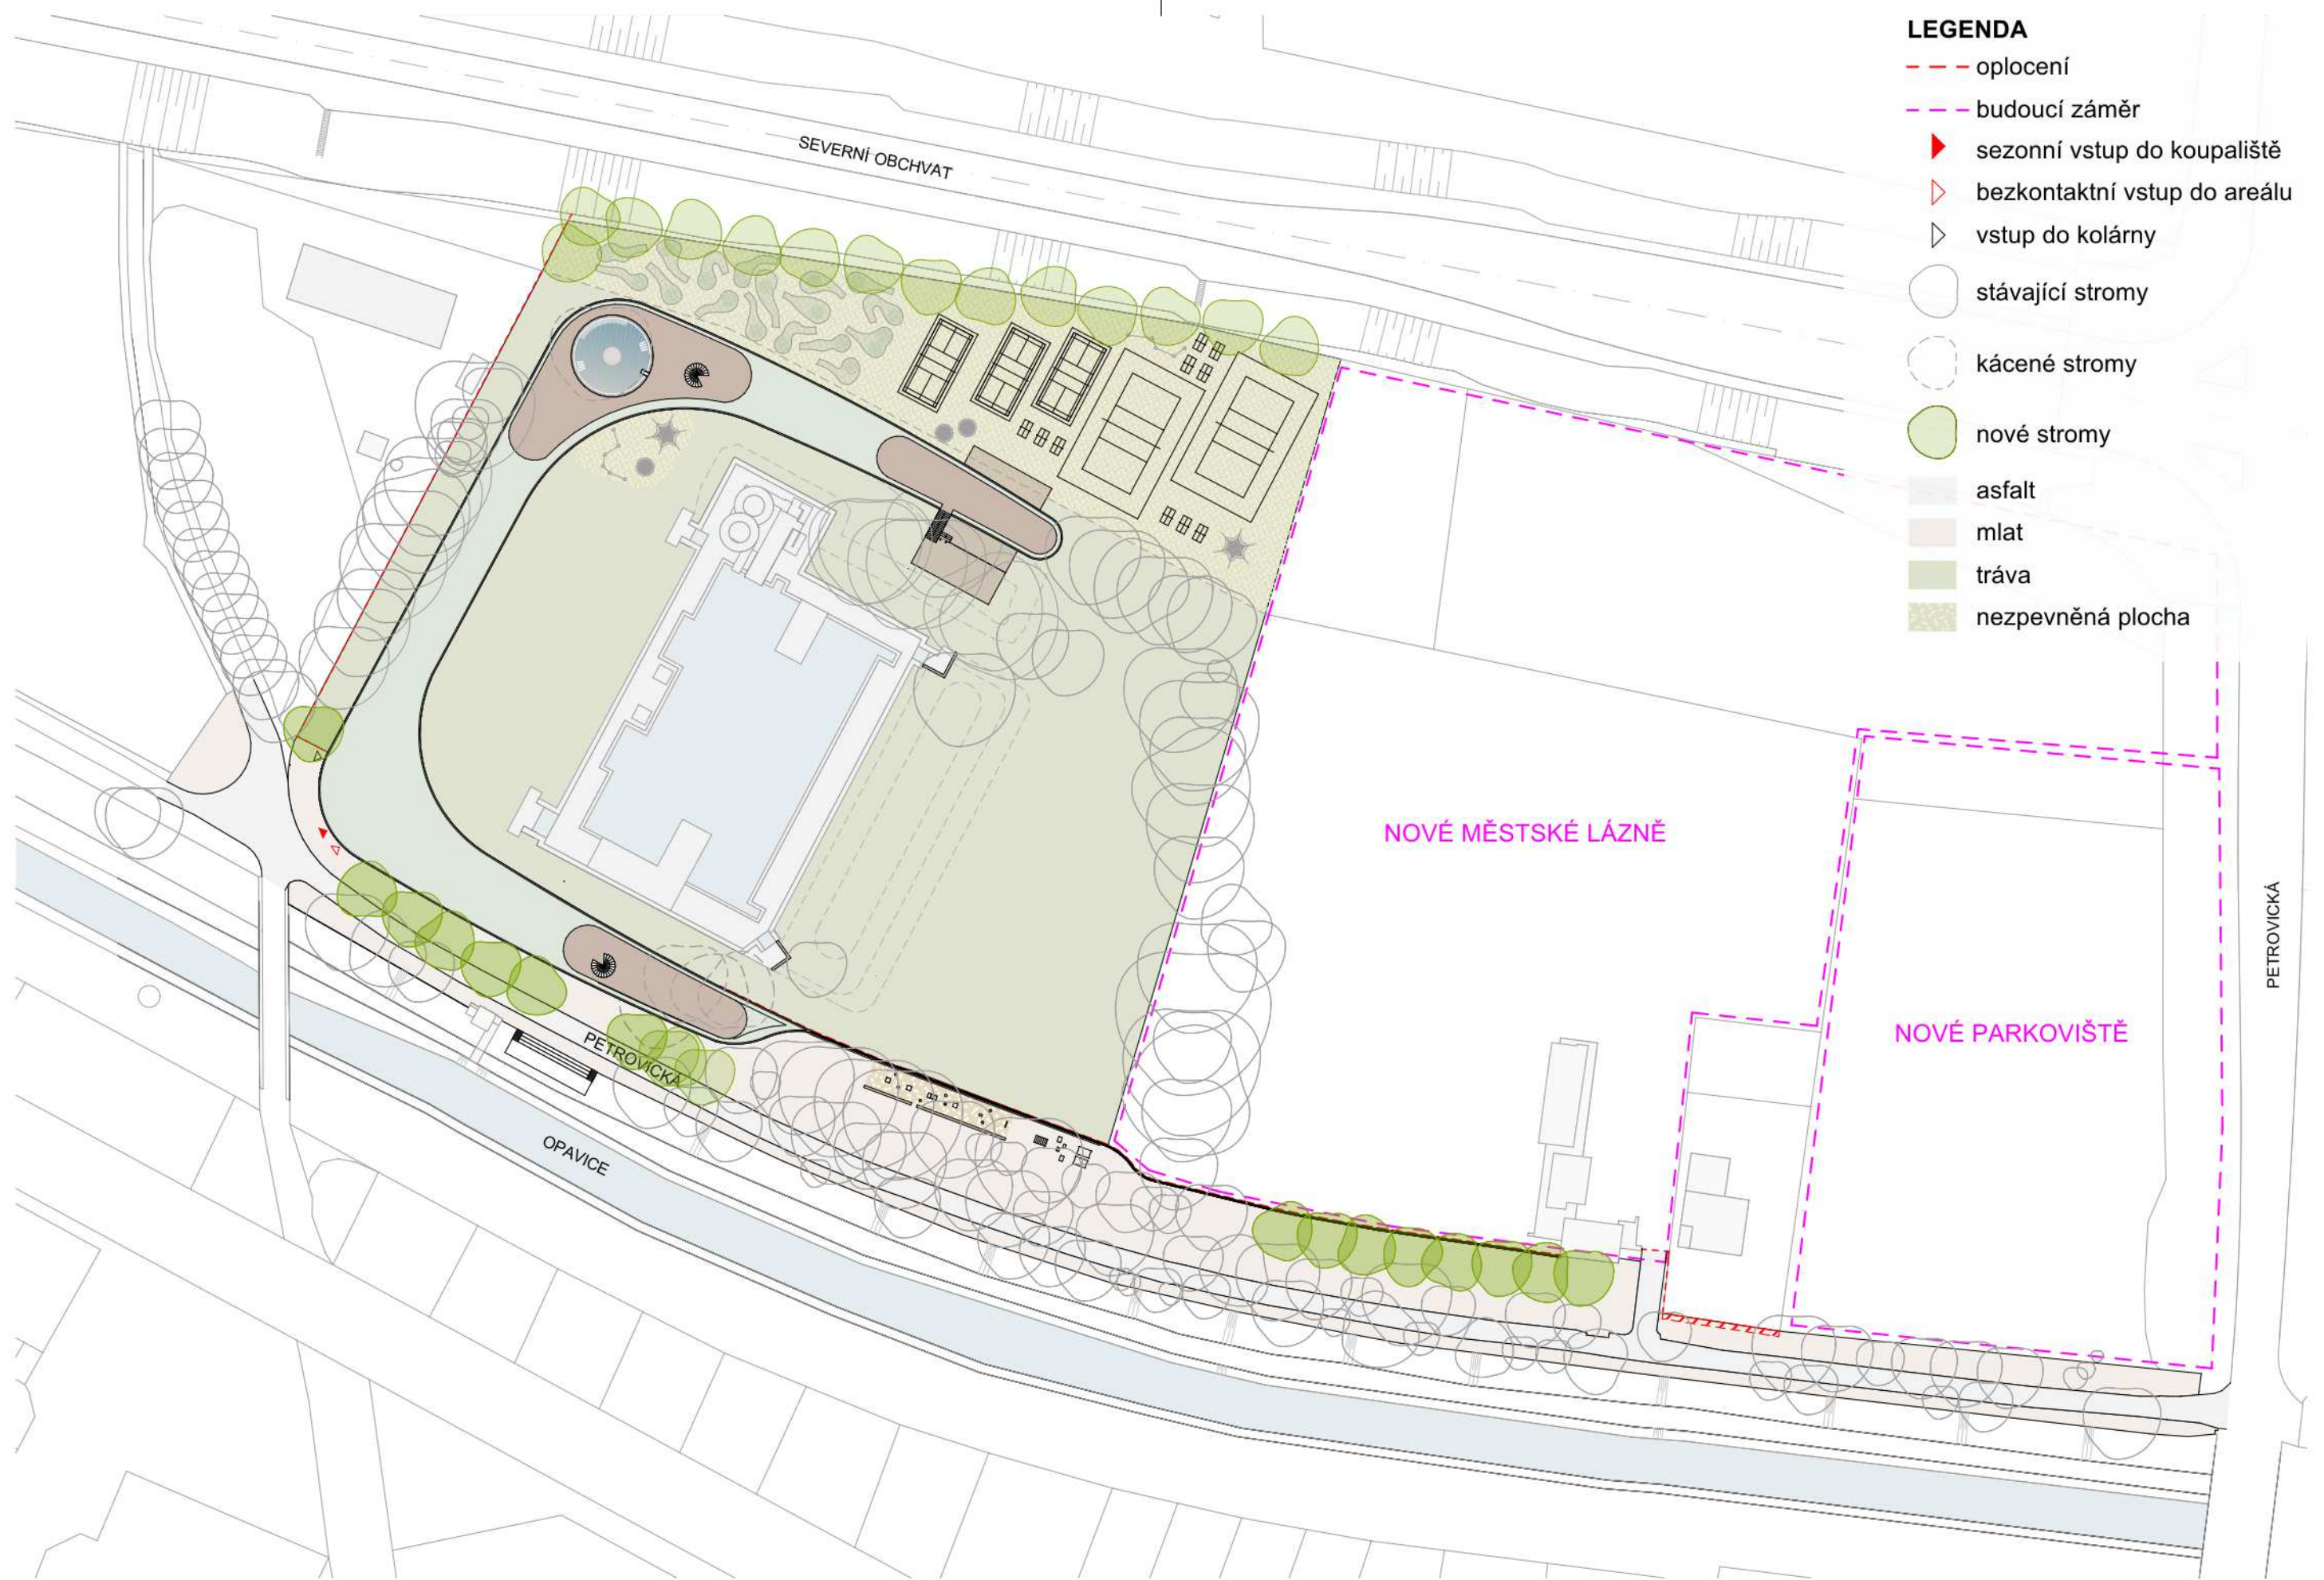 LEGENDA
oplocení
budoucí záměr
sezonní vstup do koupaliště
bezkontaktní vstup do areálu
vstup do kolárny
stávající stromy
kácené stromy
nové stromy
asfalt
mlat
tráva
nezpevněná plocha
SEVERNÍ OBCHVAT
NOVÉ MĚSTSKÉ LÁZNĚ
PETROVICKÁ
NOVÉ PARKOVIŠTĚ
PETROVICKÁ
OPAVICE